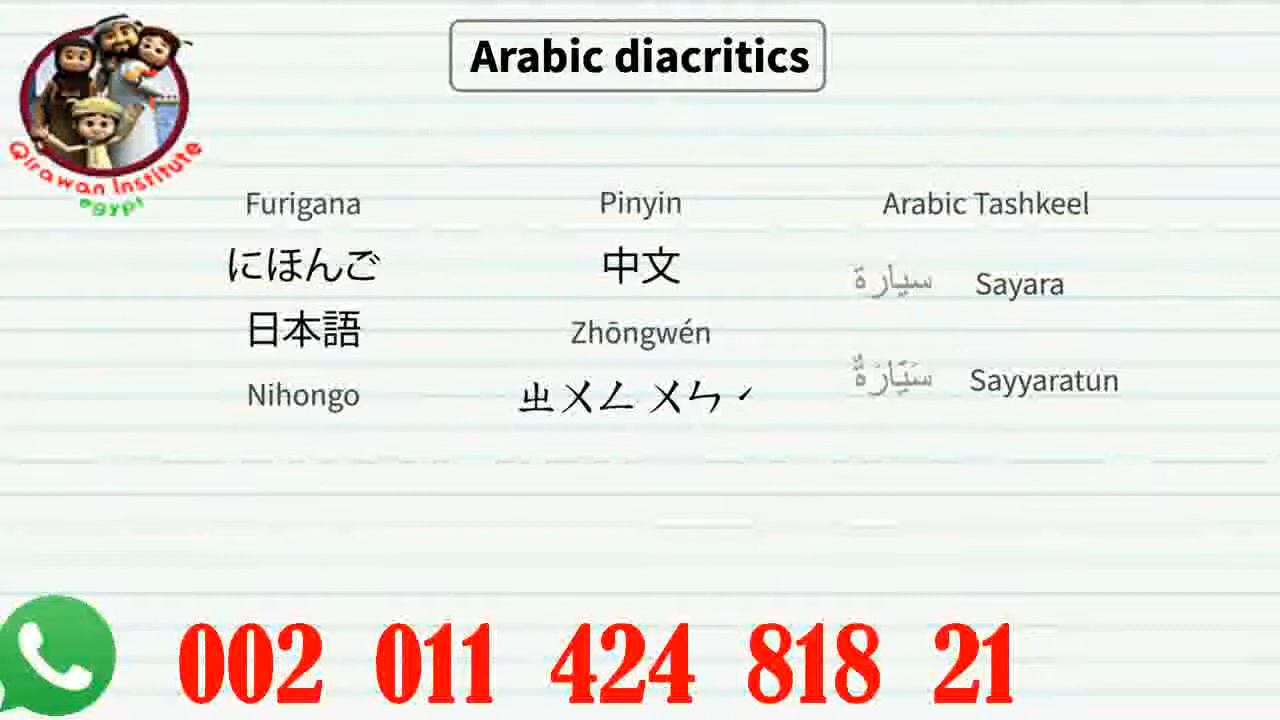 Arabic diacritics
Qirawan Institute
egypt
Furigana
にほんご
日本語
Nihongo
Pinyin
中文
Zhōngwén
ㄓㄨㄥ ㄨㄣˊ
Arabic Tashkeel
سيارة Sayara
سَيَّارَةٌ Sayyaratun
002 011 424 818 21